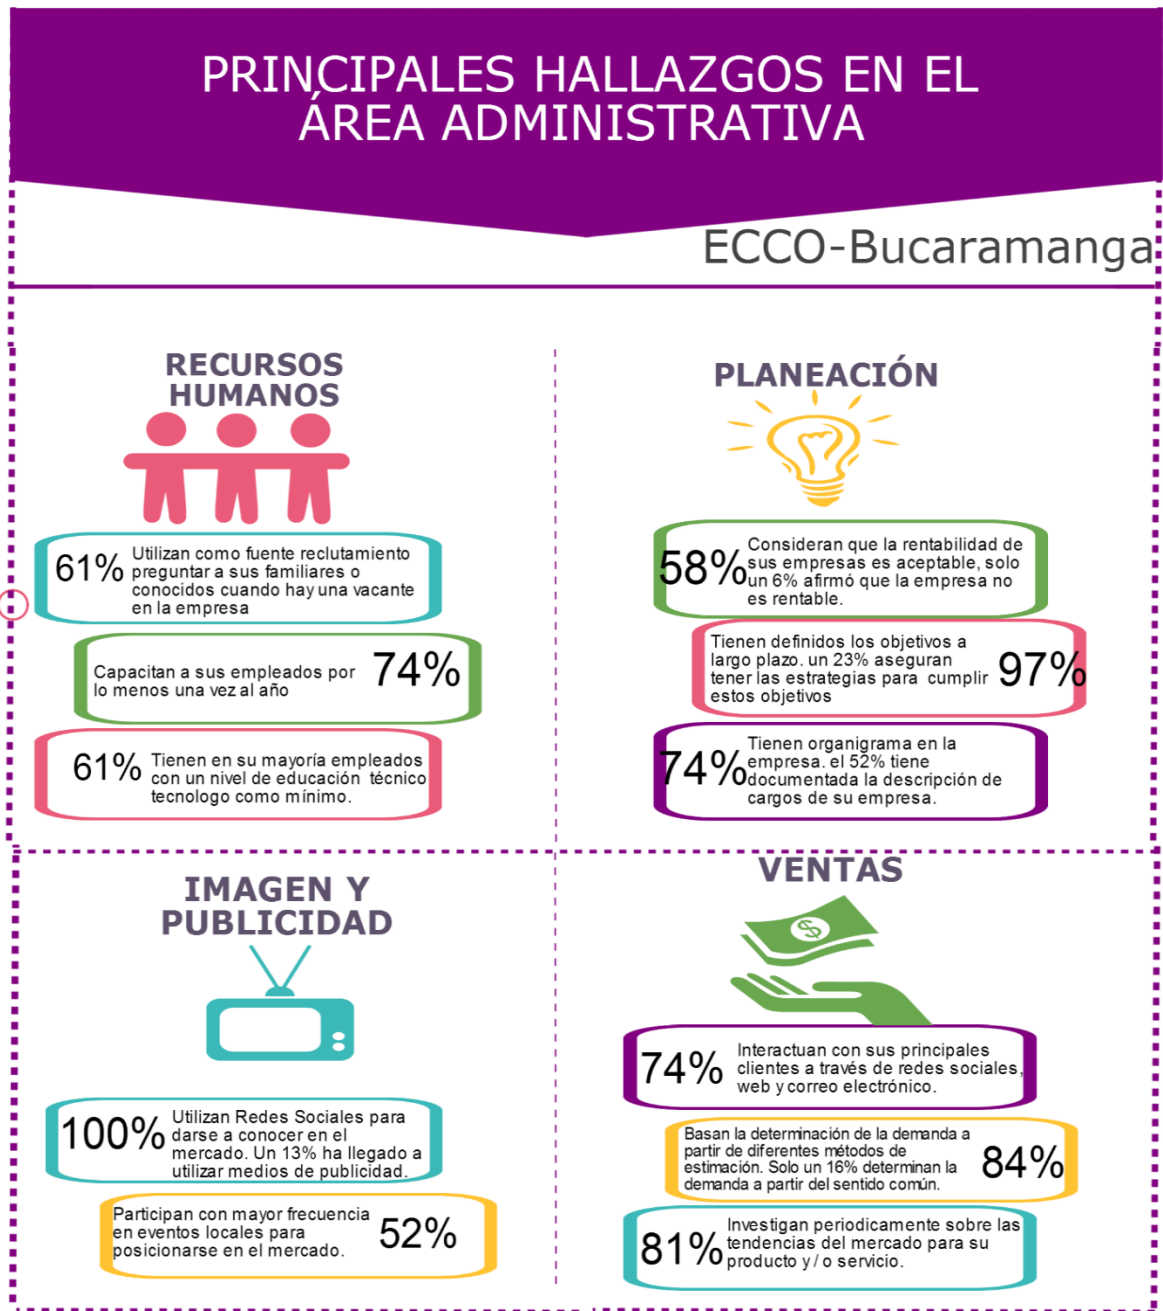 PRINCIPALES HALLAZGOS EN EL
ÁREA ADMINISTRATIVA
ECCO-Bucaramanga
RECURSOS
HUMANOS
61%
Utilizan como fuente reclutamiento
preguntar a sus familiares o
conocidos cuando hay una vacante
en la empresa
Capacitan a sus empleados por
lo menos una vez al año
74%
61%
Tienen en su mayoría empleados
con un nivel de educación técnico
tecnologo como mínimo.
PLANEACIÓN
58%
Consideran que la rentabilidad de
sus empresas es aceptable, solo
un 6% afirmó que la empresa no
es rentable.
Tienen definidos los objetivos a
largo plazo. un 23% aseguran
tener las estrategias para cumplir
estos objetivos
97%
74%
Tienen organigrama en la
empresa. el 52% tiene
documentada la descripción de
cargos de su empresa.
IMAGEN Y
PUBLICIDAD
100%
Utilizan Redes Sociales para
darse a conocer en el
mercado. Un 13% ha llegado a
utilizar medios de publicidad.
Participan con mayor frecuencia
en eventos locales para
posicionarse en el mercado.
52%
VENTAS
$
74%
Interactuan con sus principales
clientes a través de redes sociales,
web y correo electrónico.
Basan la determinación de la demanda a
partir de diferentes métodos de
estimación. Solo un 16% determinan la
demanda a partir del sentido común.
84%
81%
Investigan periodicamente sobre las
tendencias del mercado para su
producto y / o servicio.